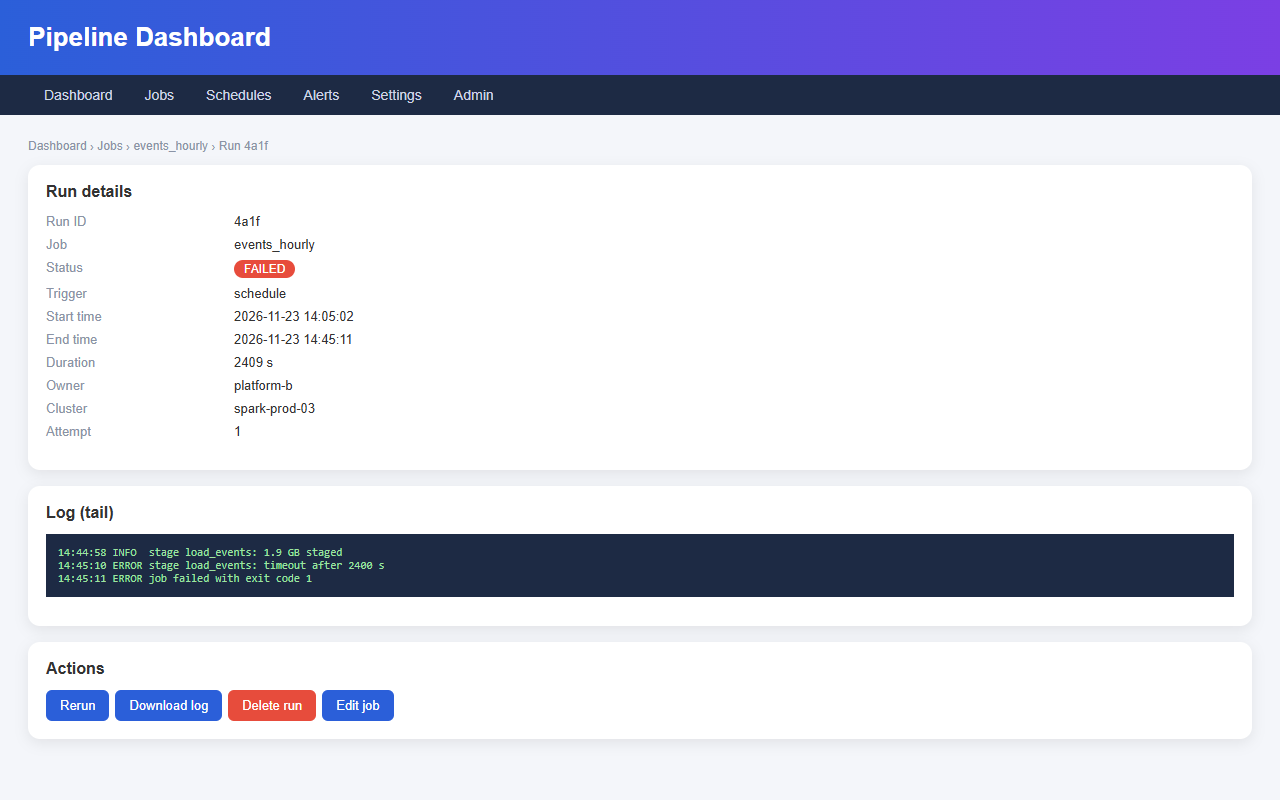 Pipeline Dashboard
Dashboard Jobs Schedules Alerts Settings Admin
Dashboard › Jobs › events_hourly › Run 4a1f
Run details
Run ID 4a1f
Job events_hourly
Status FAILED
Trigger schedule
Start time 2026-11-23 14:05:02
End time 2026-11-23 14:45:11
Duration 2409 s
Owner platform-b
Cluster spark-prod-03
Attempt 1
Log (tail)
14:44:58 INFO  stage load_events: 1.9 GB staged
14:45:10 ERROR stage load_events: timeout after 2400 s
14:45:11 ERROR job failed with exit code 1
Actions
Rerun Download log Delete run Edit job